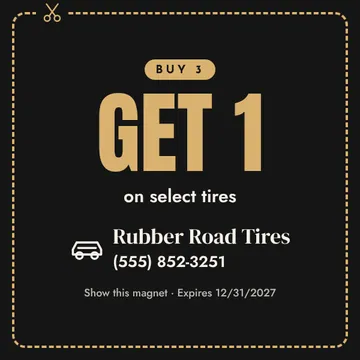 BUY 3
GET 1
on select tires
Rubber Road Tires
(555) 852-3251
Show this magnet · Expires 12/31/2027